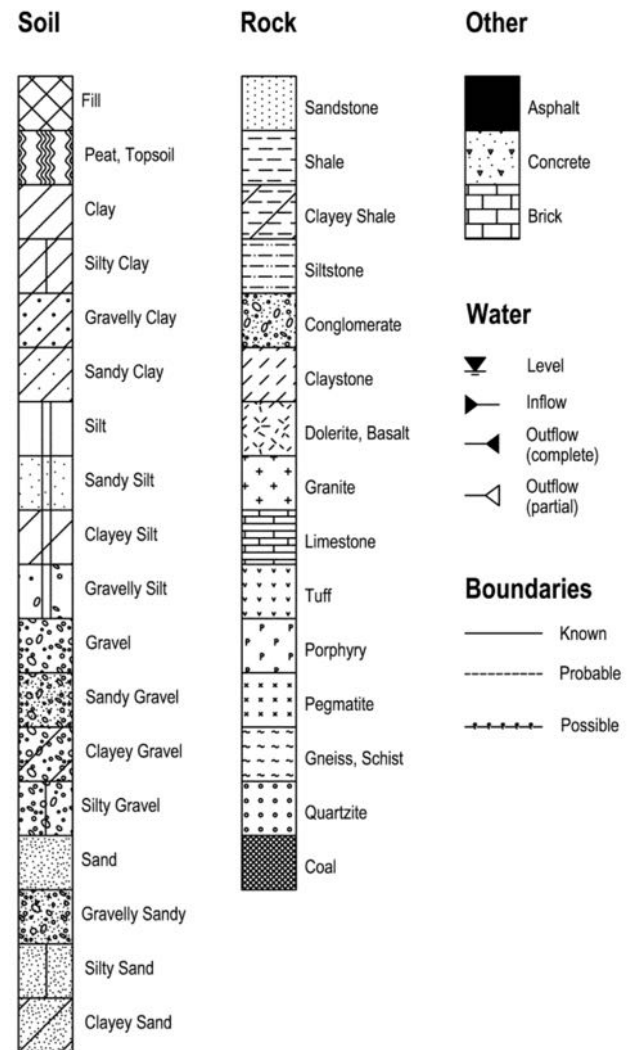 Soil
Fill
Peat, Topsoil
Clay
Silty Clay
Gravelly Clay
Sandy Clay
Silt
Sandy Silt
Clayey Silt
Gravelly Silt
Gravel
Sandy Gravel
Clayey Gravel
Silty Gravel
Sand
Gravelly Sandy
Silty Sand
Clayey Sand
Rock
Sandstone
Shale
Clayey Shale
Siltstone
Conglomerate
Claystone
Dolerite, Basalt
Granite
Limestone
Tuff
Porphyry
Pegmatite
Gneiss, Schist
Quartzite
Coal
Other
Asphalt
Concrete
Brick
Water
Level
Inflow
Outflow
(complete)
Outflow
(partial)
Boundaries
Known
Probable
Possible